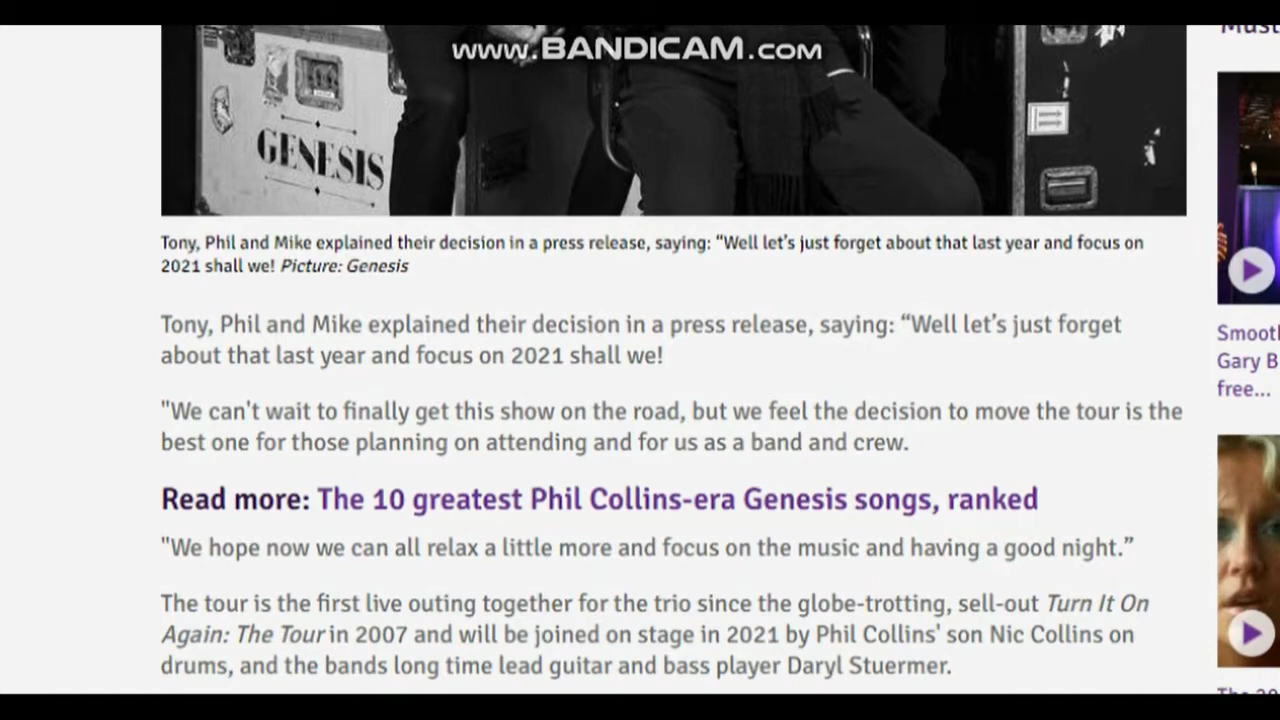 www.BANDICAM.com
GENESIS
Tony, Phil and Mike explained their decision in a press release, saying: “Well let’s just forget about that last year and focus on
2021 shall we! Picture: Genesis
Tony, Phil and Mike explained their decision in a press release, saying: “Well let’s just forget
about that last year and focus on 2021 shall we!
"We can't wait to finally get this show on the road, but we feel the decision to move the tour is the
best one for those planning on attending and for us as a band and crew.
Read more: The 10 greatest Phil Collins-era Genesis songs, ranked
"We hope now we can all relax a little more and focus on the music and having a good night.”
The tour is the first live outing together for the trio since the globe-trotting, sell-out Turn It On
Again: The Tour in 2007 and will be joined on stage in 2021 by Phil Collins' son Nic Collins on
drums, and the bands long time lead guitar and bass player Daryl Stuermer.
Gary B
free...